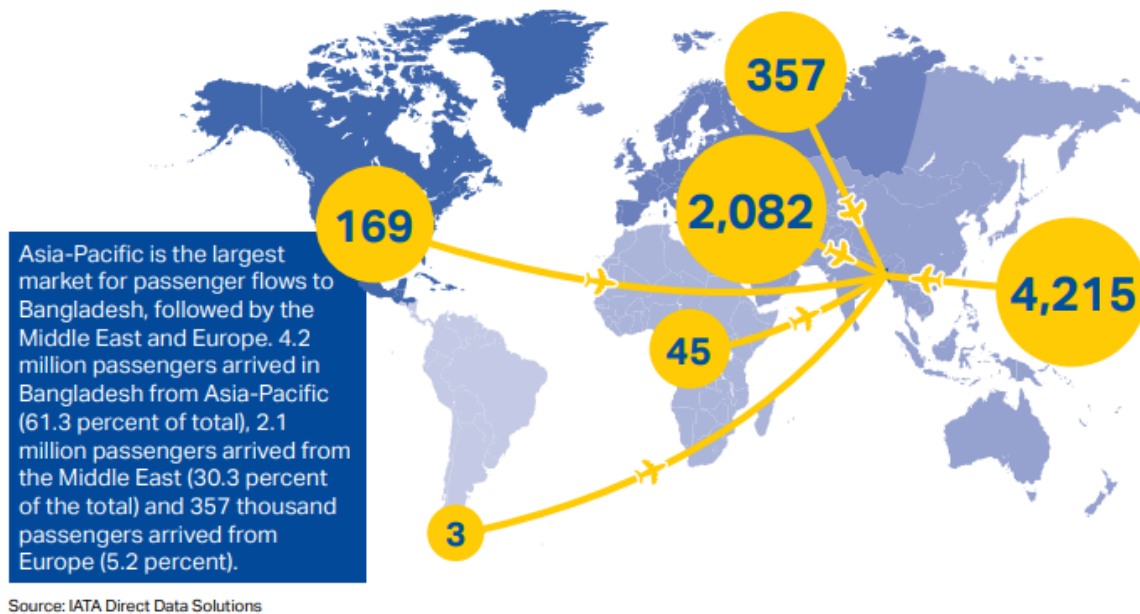 357
2,082
169
4,215
45
3
Asia-Pacific is the largest
market for passenger flows to
Bangladesh, followed by the
Middle East and Europe. 4.2
million passengers arrived in
Bangladesh from Asia-Pacific
(61.3 percent of total), 2.1
million passengers arrived from
the Middle East (30.3 percent
of the total) and 357 thousand
passengers arrived from
Europe (5.2 percent).
Source: IATA Direct Data Solutions